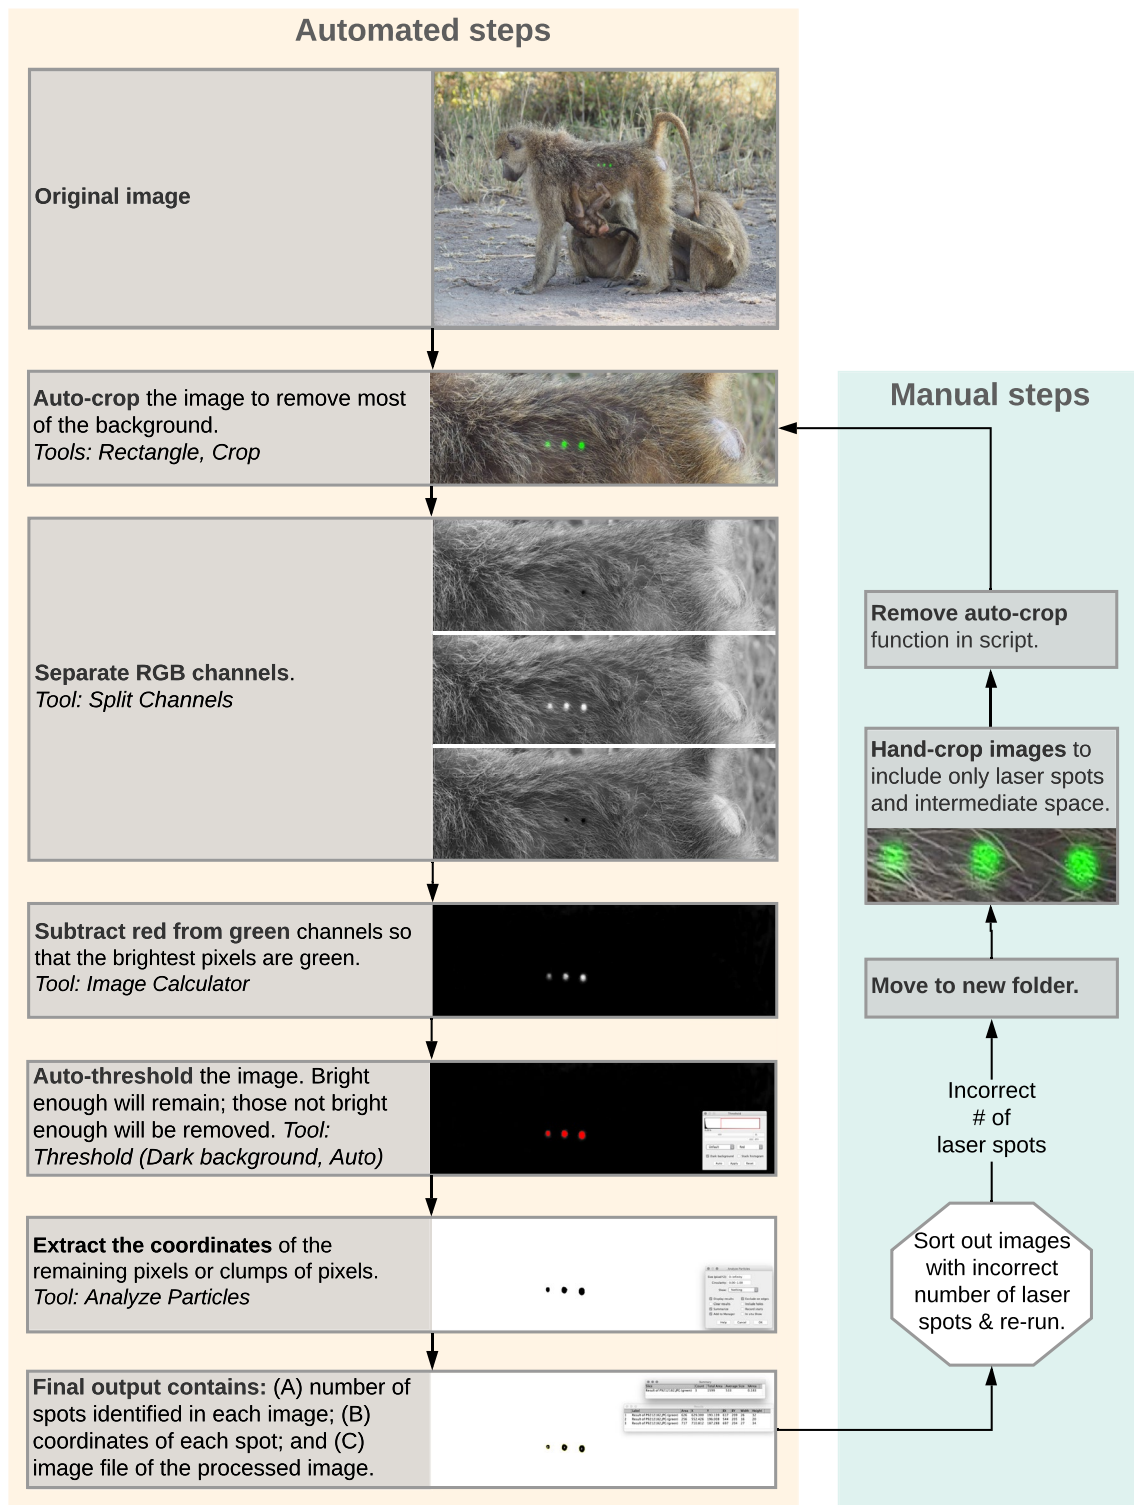 Automated steps
Original image
Auto-crop the image to remove most
of the background.
Tools: Rectangle, Crop
Separate RGB channels.
Tool: Split Channels
Subtract red from green channels so
that the brightest pixels are green.
Tool: Image Calculator
Auto-threshold the image. Bright
enough will remain; those not bright
enough will be removed. Tool:
Threshold (Dark background, Auto)
Extract the coordinates of the
remaining pixels or clumps of pixels.
Tool: Analyze Particles
Final output contains: (A) number of
spots identified in each image; (B)
coordinates of each spot; and (C)
image file of the processed image.
Manual steps
Remove auto-crop
function in script.
Hand-crop images to
include only laser spots
and intermediate space.
Move to new folder.
Incorrect
# of
laser spots
Sort out images
with incorrect
number of laser
spots & re-run.